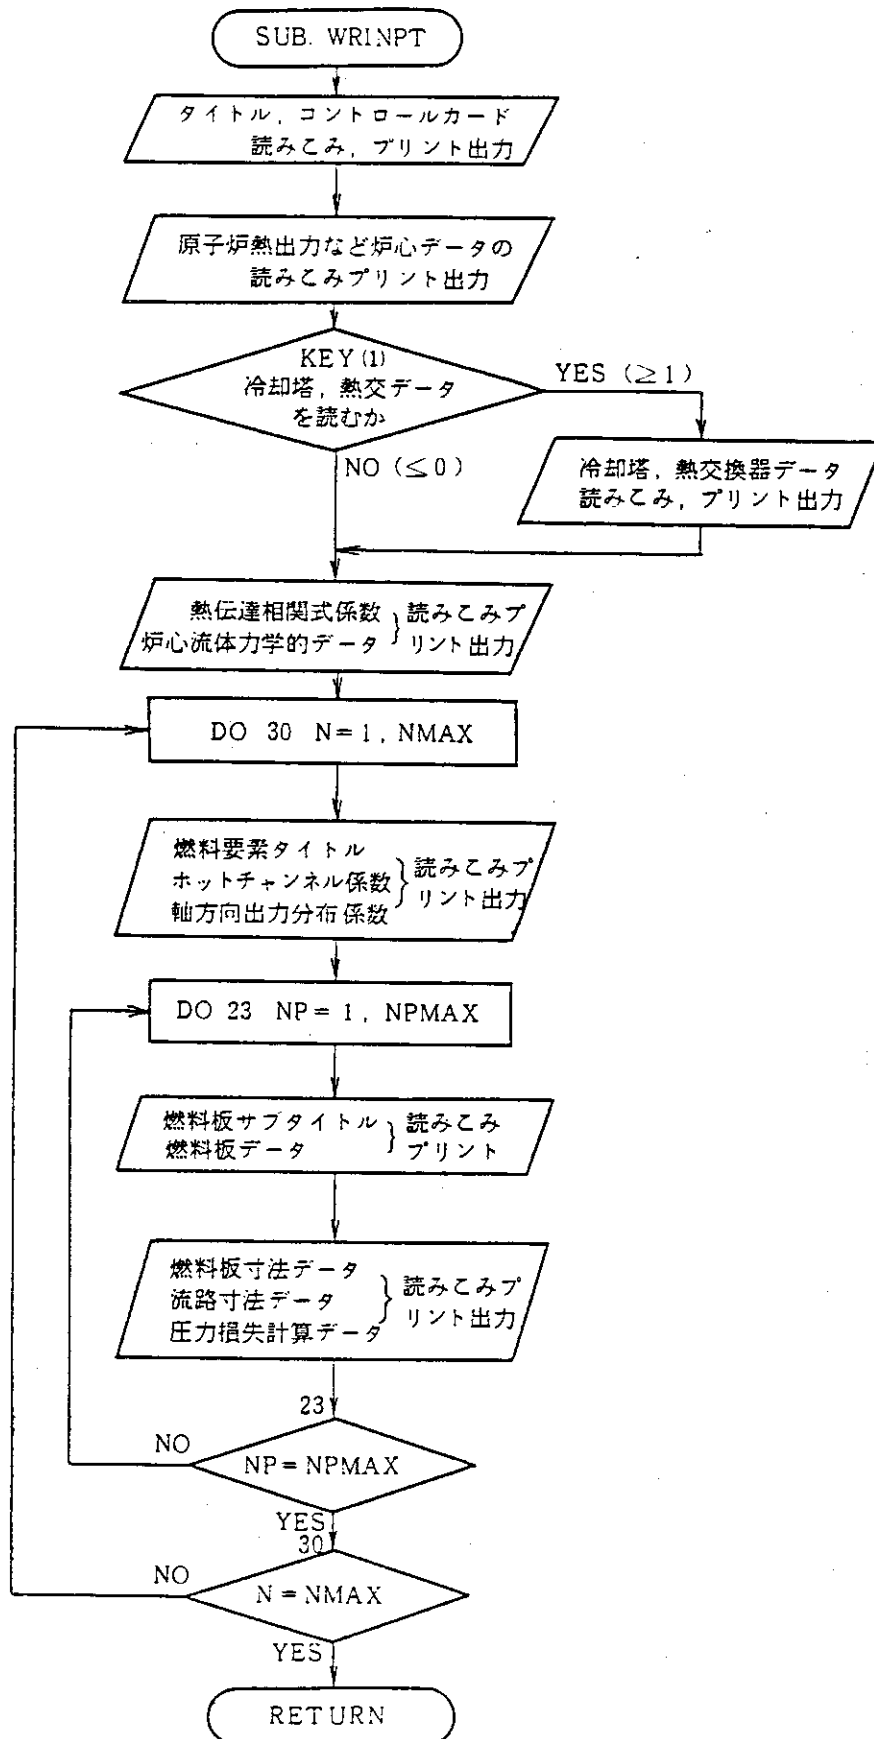 SUB. WRINPT
タイトル, コントロールカード
読みこみ, プリント出力
原子炉熱出力など炉心データの
読みこみプリント出力
KEY(1)
冷却塔, 熱交データ
を読むか
YES (≥1)
NO (≤0)
冷却塔, 熱交換器データ
読みこみ, プリント出力
熱伝達相関式係数 } 読みこみプ
炉心流体力学的データ リント出力
DO 30 N=1, NMAX
燃料要素タイトル
ホットチャンネル係数 } 読みこみプ
軸方向出力分布係数 リント出力
DO 23 NP=1, NPMAX
燃料板サブタイトル } 読みこみ
燃料板データ プリント
燃料板寸法データ
流路寸法データ } 読みこみプ
圧力損失計算データ リント出力
23
NO
NP=NPMAX
YES
30
NO
N=NMAX
YES
RETURN